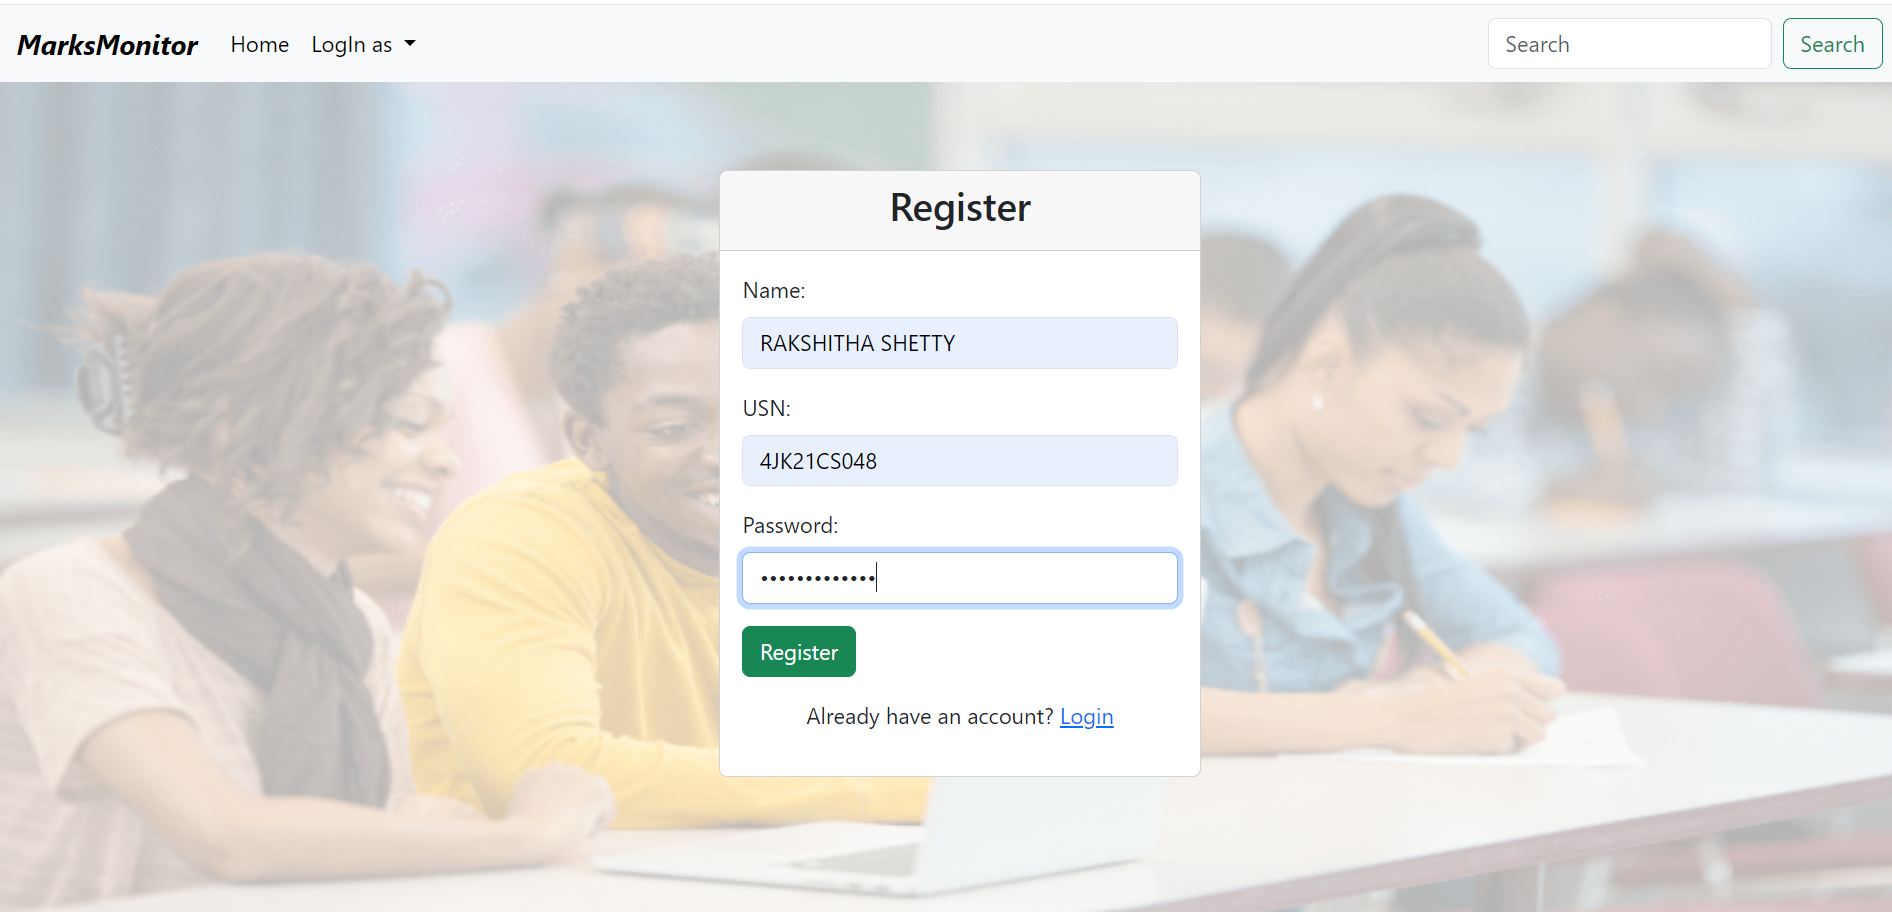 MarksMonitor Home LogIn as Search Search
Register
Name:
RAKSHITHA SHETTY
USN:
4JK21CS048
Password:
•••••••••••••
Register
Already have an account? Login